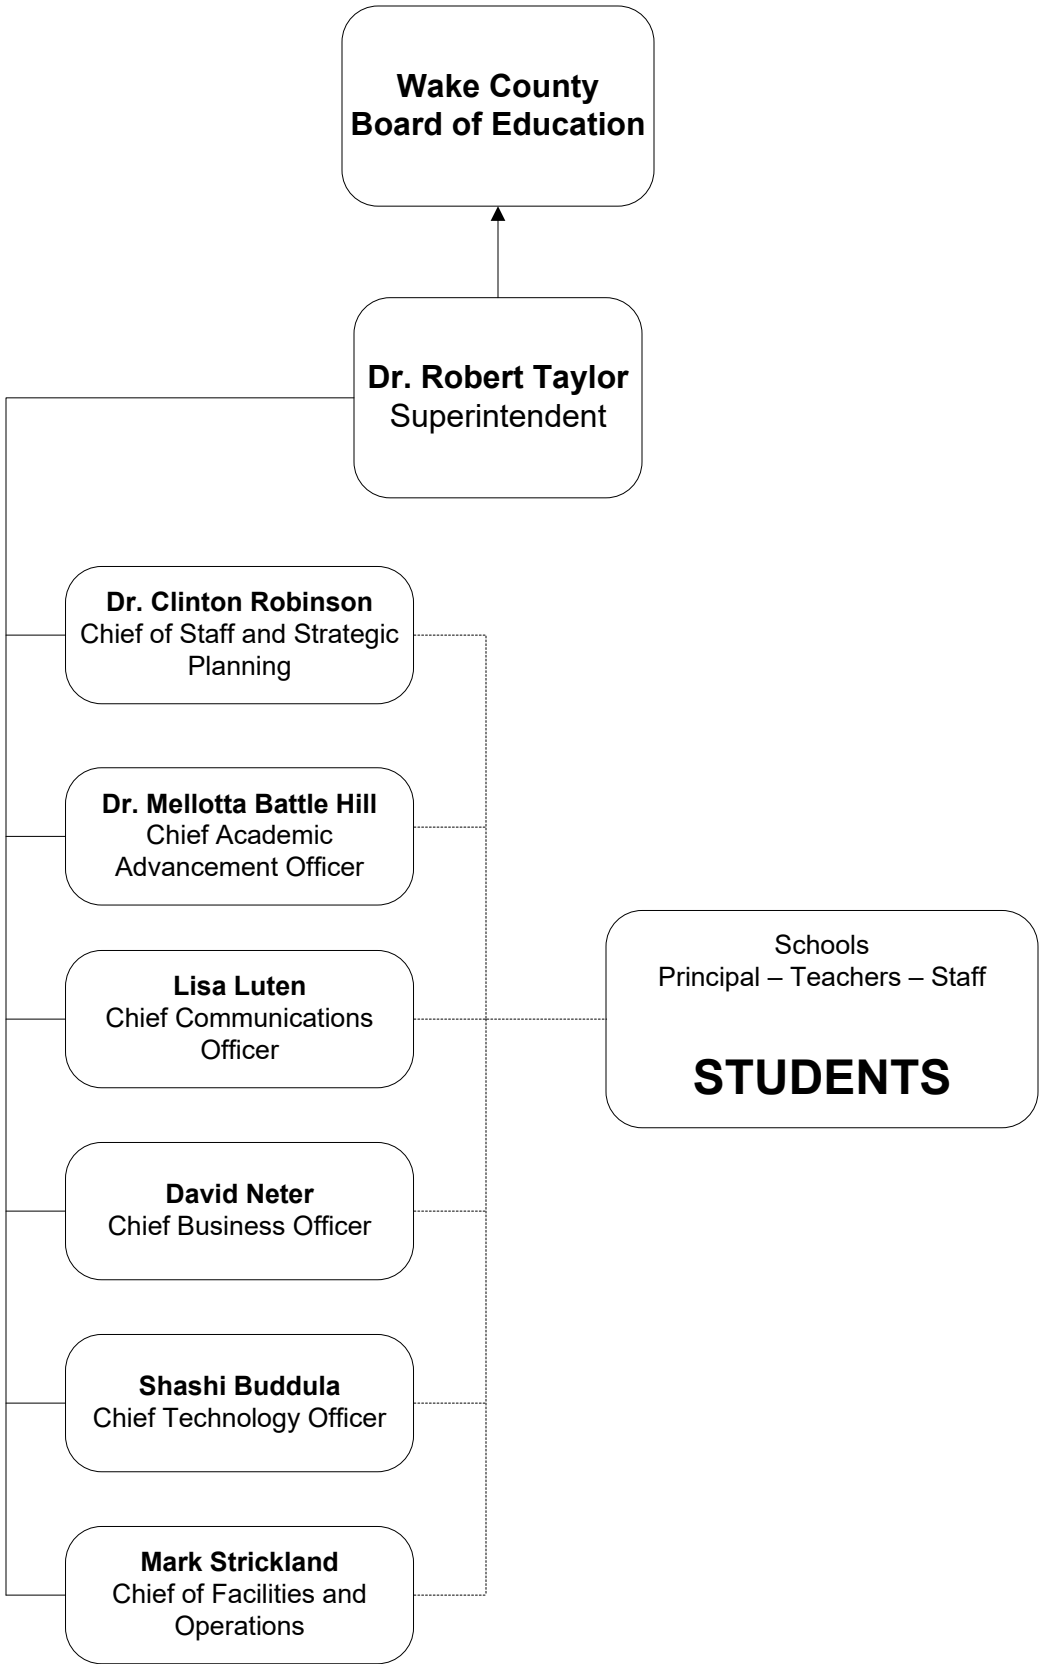 Wake County
Board of Education
Dr. Robert Taylor
Superintendent
Dr. Clinton Robinson
Chief of Staff and Strategic
Planning
Dr. Mellotta Battle Hill
Chief Academic
Advancement Officer
Lisa Luten
Chief Communications
Officer
David Neter
Chief Business Officer
Shashi Buddula
Chief Technology Officer
Mark Strickland
Chief of Facilities and
Operations
Schools
Principal – Teachers – Staff
STUDENTS